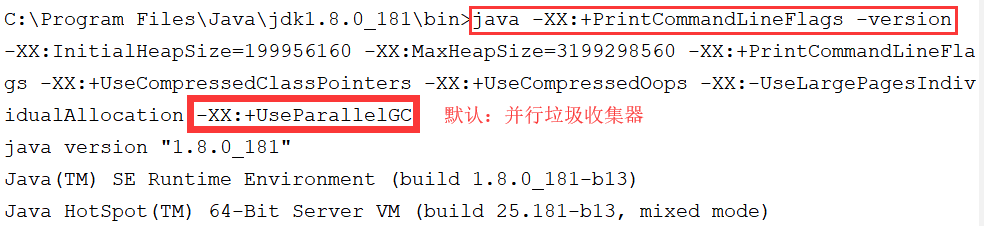 C:\Program Files\Java\jdk1.8.0_181\bin>java -XX:+PrintCommandLineFlags -version
-XX:InitialHeapSize=199956160 -XX:MaxHeapSize=3199298560 -XX:+PrintCommandLineFla
gs -XX:+UseCompressedClassPointers -XX:+UseCompressedOops -XX:-UseLargePagesIndiv
idualAllocation -XX:+UseParallelGC 默认：并行垃圾收集器
java version "1.8.0_181"
Java(TM) SE Runtime Environment (build 1.8.0_181-b13)
Java HotSpot(TM) 64-Bit Server VM (build 25.181-b13, mixed mode)